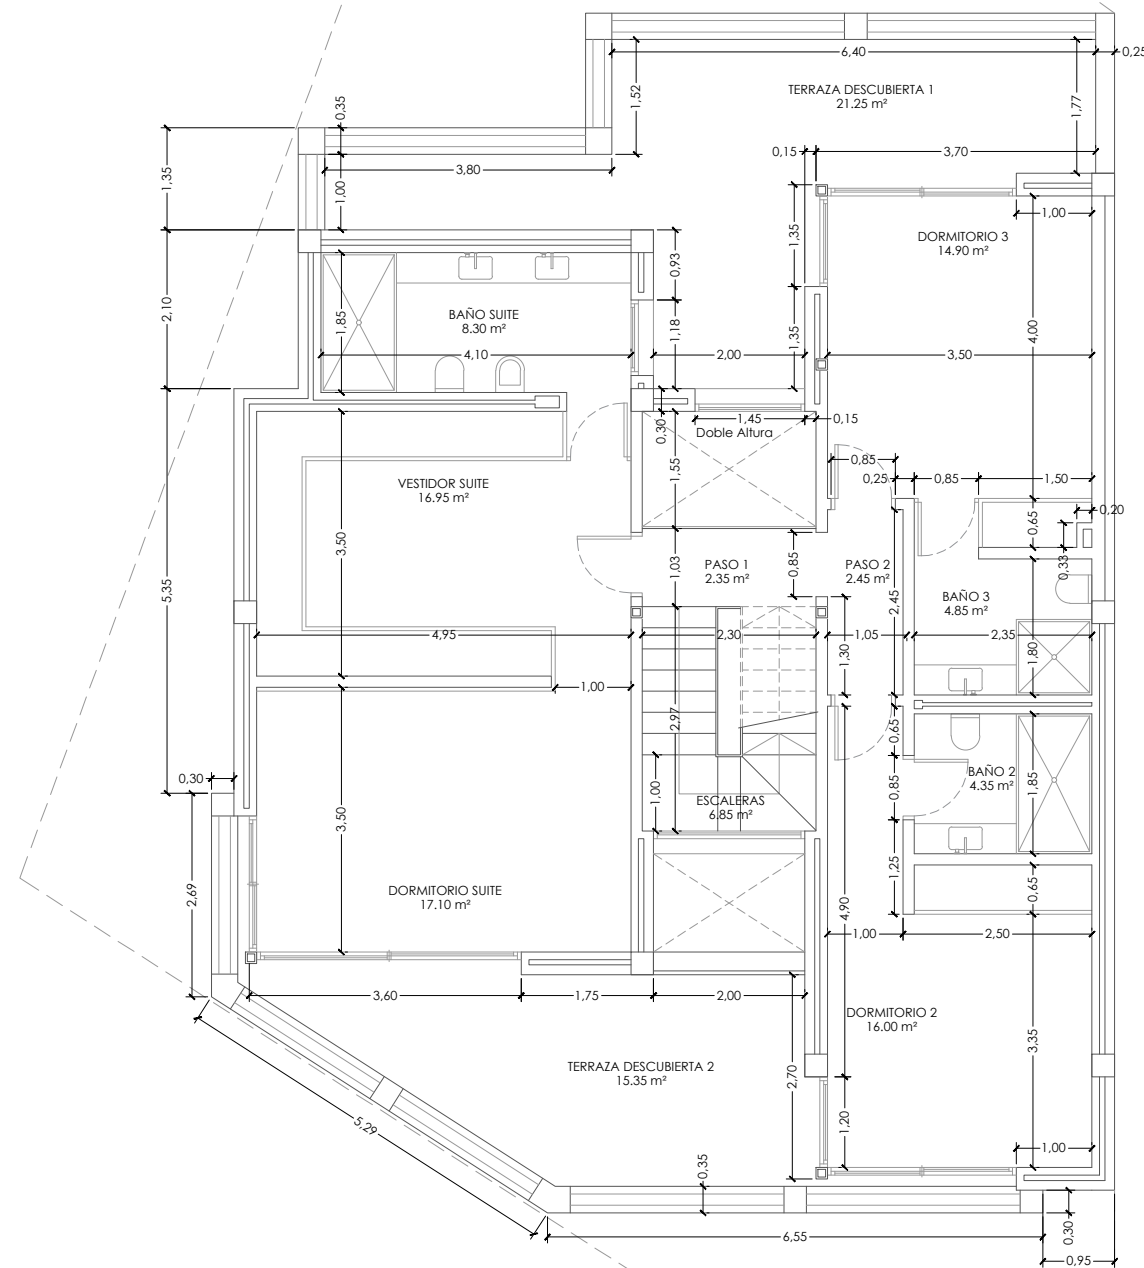 6,40
0,25
TERRAZA DESCUBIERTA 1
21.25 m²
1,52
1,77
0,35
0,15
3,70
1,35
3,80
1,00
1,00
1,35
DORMITORIO 3
14.90 m²
0,93
2,10
BAÑO SUITE
8.30 m²
1,85
1,18
1,35
4,00
4,10
2,00
3,50
0,30
1,45
0,15
Doble Altura
1,55
0,85
0,25
0,85
1,50
VESTIDOR SUITE
16.95 m²
0,20
0,65
3,50
1,03
0,85
0,33
PASO 1
2.35 m²
PASO 2
2.45 m²
5,35
2,45
BAÑO 3
4.85 m²
4,95
2,30
1,05
2,35
1,30
1,80
1,00
2,97
0,65
0,30
1,00
BAÑO 2
4.35 m²
0,85
1,85
ESCALERAS
6.85 m²
3,50
1,25
0,65
2,69
DORMITORIO SUITE
17.10 m²
4,90
1,00
2,50
3,60
1,75
2,00
DORMITORIO 2
16.00 m²
3,35
TERRAZA DESCUBIERTA 2
15.35 m²
2,70
5,29
1,20
1,00
0,35
0,30
6,55
0,95